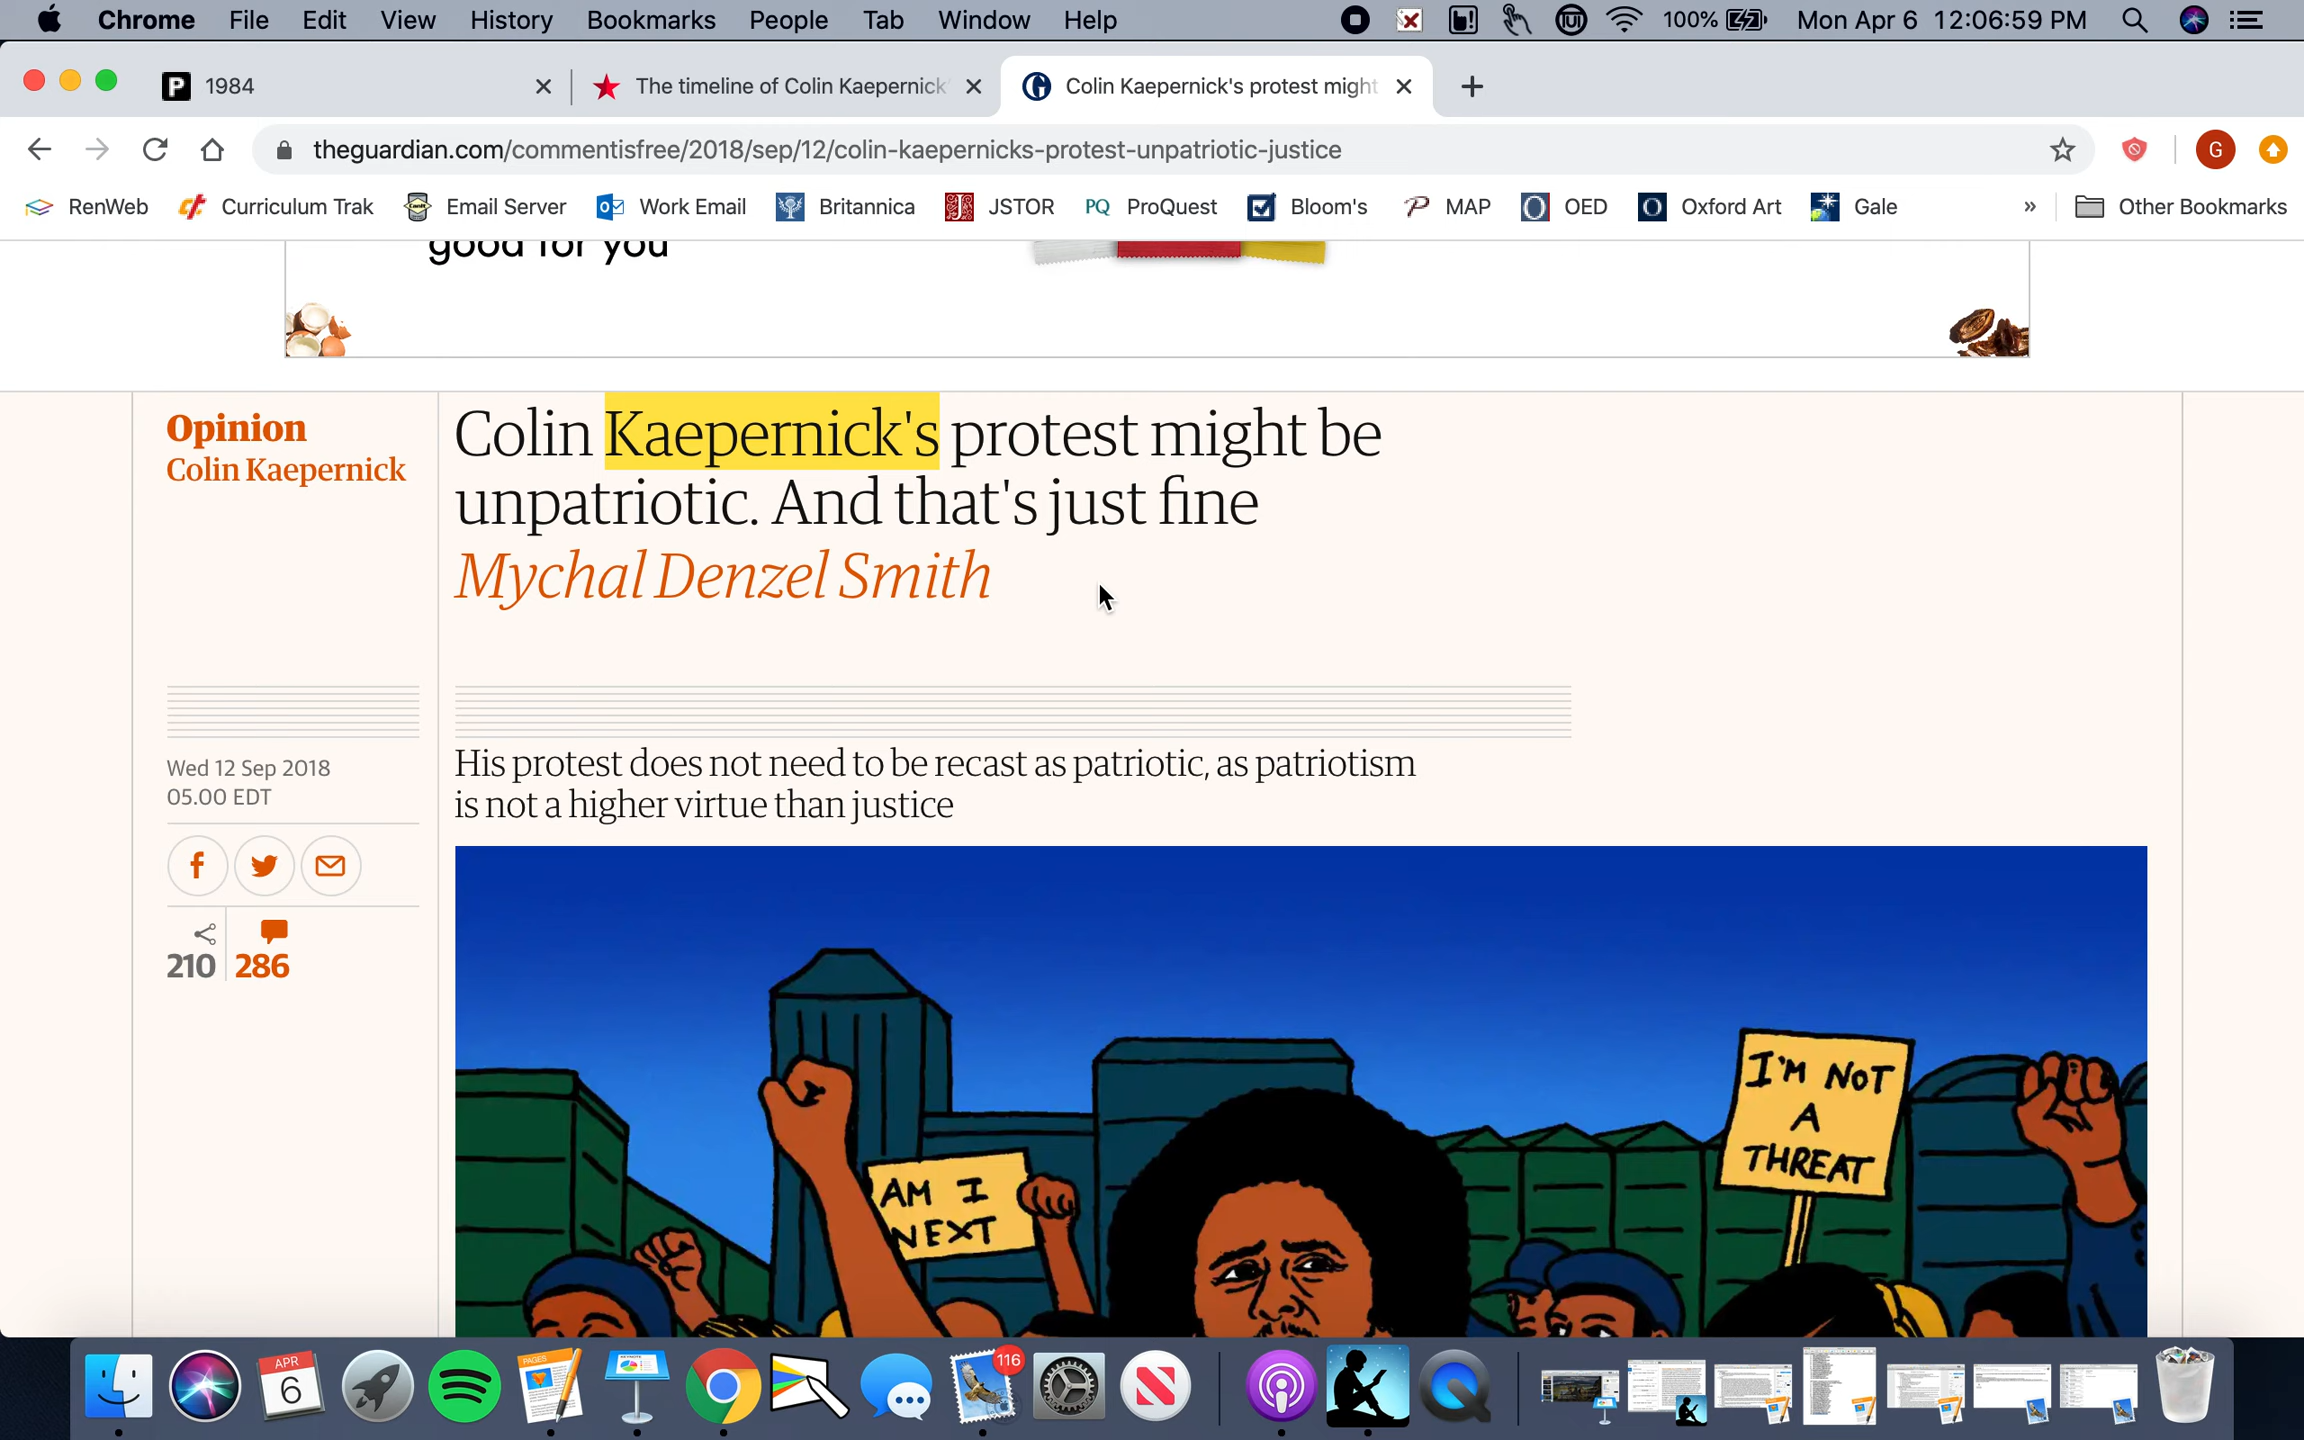 Chrome File Edit View History Bookmarks People Tab Window Help 100% Mon Apr 6 12:06:59 PM
1984 The timeline of Colin Kaepernick' Colin Kaepernick's protest might
theguardian.com/commentisfree/2018/sep/12/colin-kaepernicks-protest-unpatriotic-justice G
RenWeb Curriculum Trak Email Server Work Email Britannica JSTOR PQ ProQuest Bloom's MAP OED Oxford Art Gale » Other Bookmarks
good for you
Opinion
Colin Kaepernick
Colin Kaepernick's protest might be
unpatriotic. And that's just fine
Mychal Denzel Smith
Wed 12 Sep 2018
05.00 EDT
His protest does not need to be recast as patriotic, as patriotism
is not a higher virtue than justice
210 286
AM I
NEXT
I'M NOT
A
THREAT
APR
6
PAGES
116